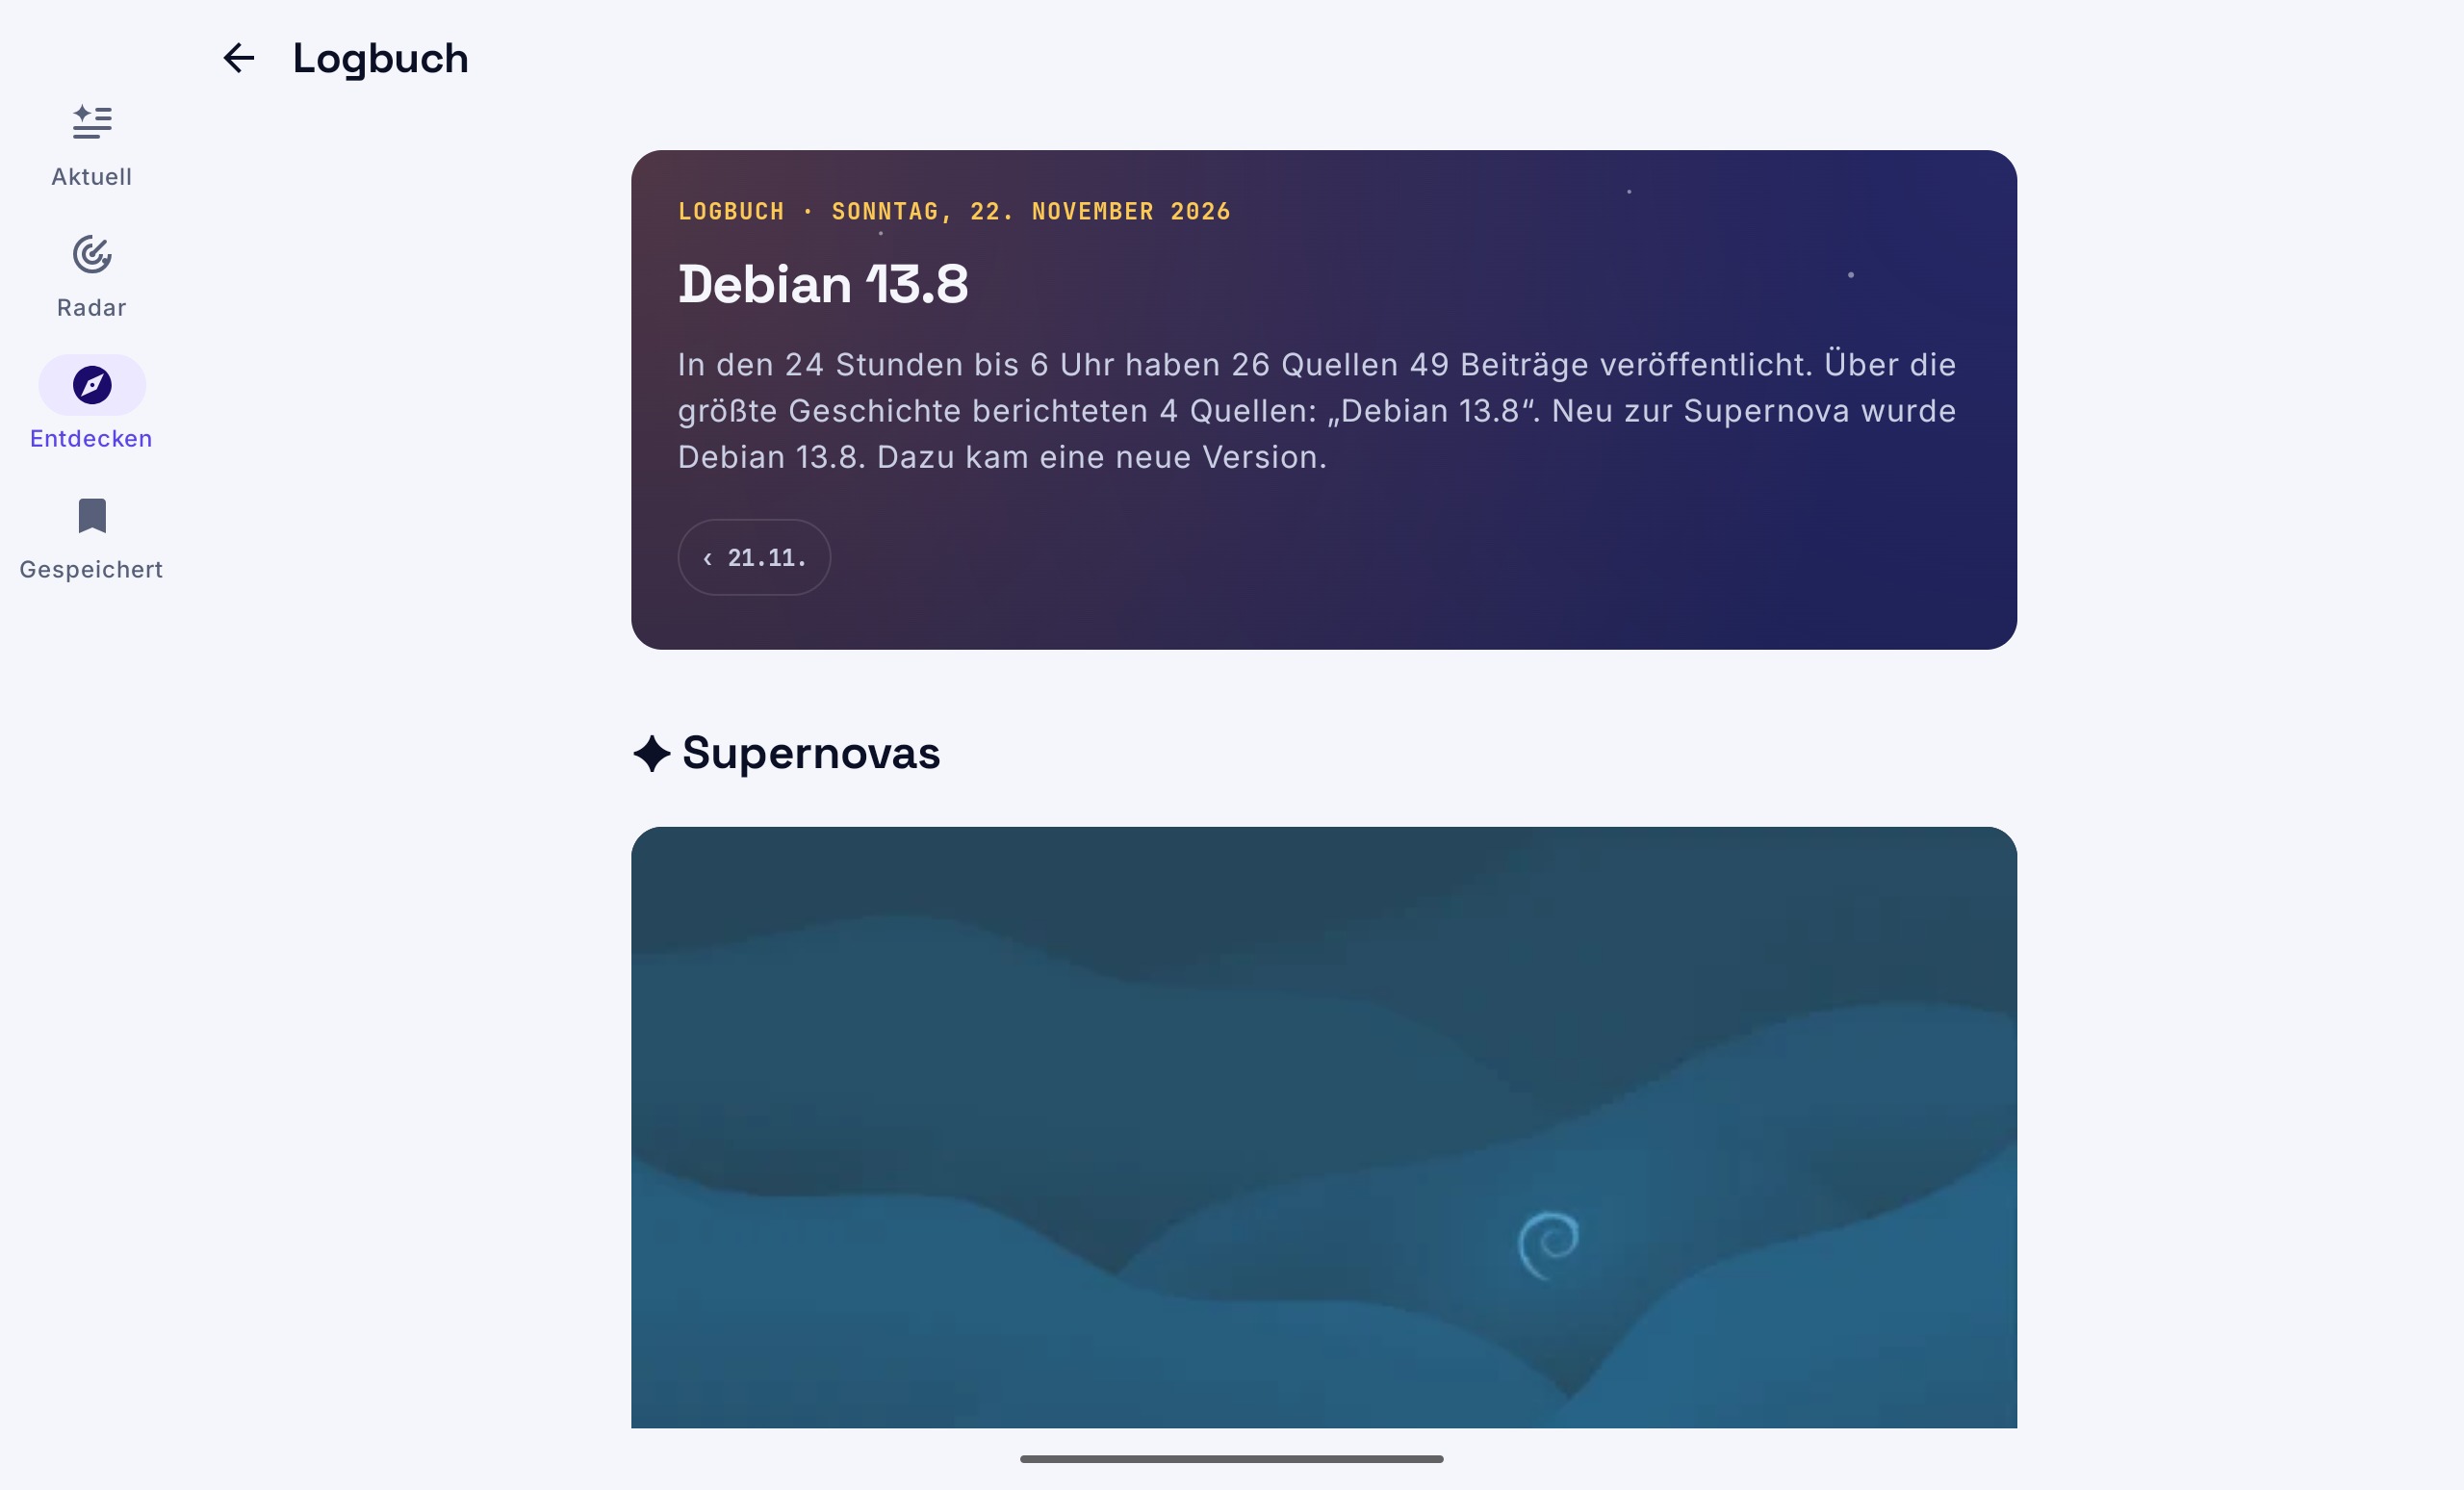 Logbuch
Aktuell
Radar
Entdecken
Gespeichert
LOGBUCH · SONNTAG, 22. NOVEMBER 2026
Debian 13.8
In den 24 Stunden bis 6 Uhr haben 26 Quellen 49 Beiträge veröffentlicht. Über die
größte Geschichte berichteten 4 Quellen: „Debian 13.8“. Neu zur Supernova wurde
Debian 13.8. Dazu kam eine neue Version.
‹ 21.11.
Supernovas